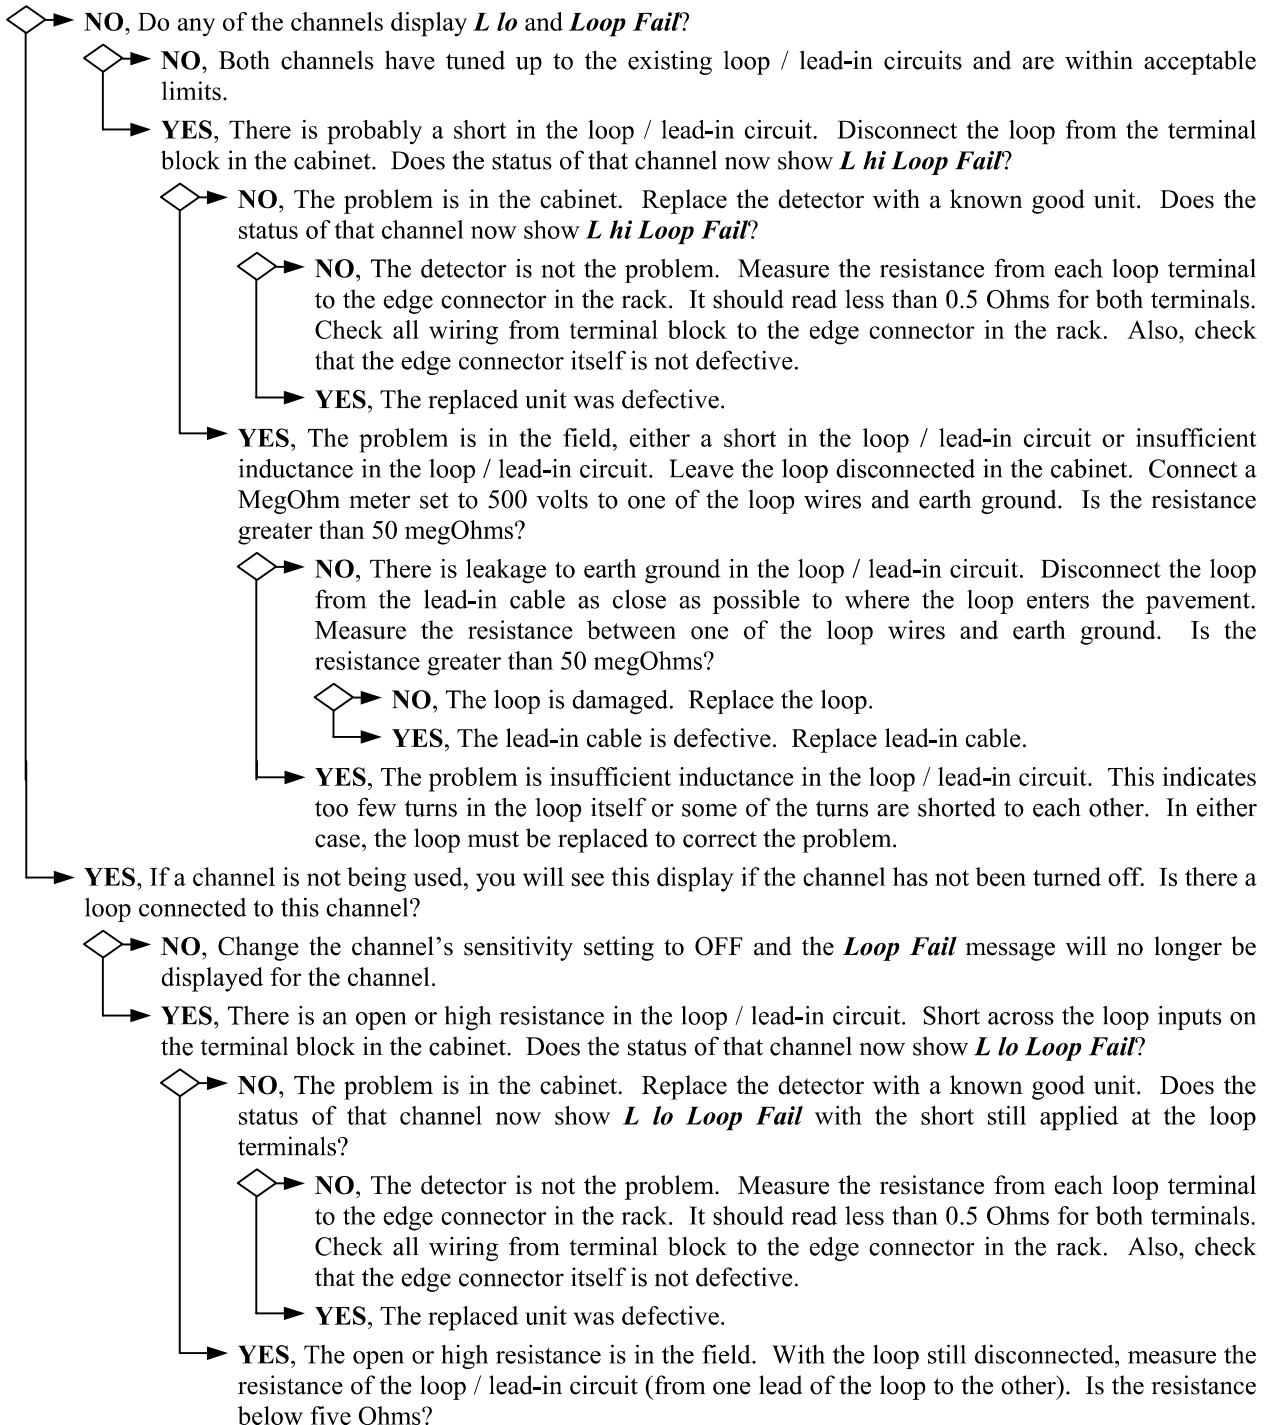 NO, Do any of the channels display L lo and Loop Fail?
NO, Both channels have tuned up to the existing loop / lead-in circuits and are within acceptable
limits.
YES, There is probably a short in the loop / lead-in circuit. Disconnect the loop from the terminal
block in the cabinet. Does the status of that channel now show L hi Loop Fail?
NO, The problem is in the cabinet. Replace the detector with a known good unit. Does the
status of that channel now show L hi Loop Fail?
NO, The detector is not the problem. Measure the resistance from each loop terminal
to the edge connector in the rack. It should read less than 0.5 Ohms for both terminals.
Check all wiring from terminal block to the edge connector in the rack. Also, check
that the edge connector itself is not defective.
YES, The replaced unit was defective.
YES, The problem is in the field, either a short in the loop / lead-in circuit or insufficient
inductance in the loop / lead-in circuit. Leave the loop disconnected in the cabinet. Connect a
MegOhm meter set to 500 volts to one of the loop wires and earth ground. Is the resistance
greater than 50 megOhms?
NO, There is leakage to earth ground in the loop / lead-in circuit. Disconnect the loop
from the lead-in cable as close as possible to where the loop enters the pavement.
Measure the resistance between one of the loop wires and earth ground. Is the
resistance greater than 50 megOhms?
NO, The loop is damaged. Replace the loop.
YES, The lead-in cable is defective. Replace lead-in cable.
YES, The problem is insufficient inductance in the loop / lead-in circuit. This indicates
too few turns in the loop itself or some of the turns are shorted to each other. In either
case, the loop must be replaced to correct the problem.
YES, If a channel is not being used, you will see this display if the channel has not been turned off. Is there a
loop connected to this channel?
NO, Change the channel's sensitivity setting to OFF and the Loop Fail message will no longer be
displayed for the channel.
YES, There is an open or high resistance in the loop / lead-in circuit. Short across the loop inputs on
the terminal block in the cabinet. Does the status of that channel now show L lo Loop Fail?
NO, The problem is in the cabinet. Replace the detector with a known good unit. Does the
status of that channel now show L lo Loop Fail with the short still applied at the loop
terminals?
NO, The detector is not the problem. Measure the resistance from each loop terminal
to the edge connector in the rack. It should read less than 0.5 Ohms for both terminals.
Check all wiring from terminal block to the edge connector in the rack. Also, check
that the edge connector itself is not defective.
YES, The replaced unit was defective.
YES, The open or high resistance is in the field. With the loop still disconnected, measure the
resistance of the loop / lead-in circuit (from one lead of the loop to the other). Is the resistance
below five Ohms?